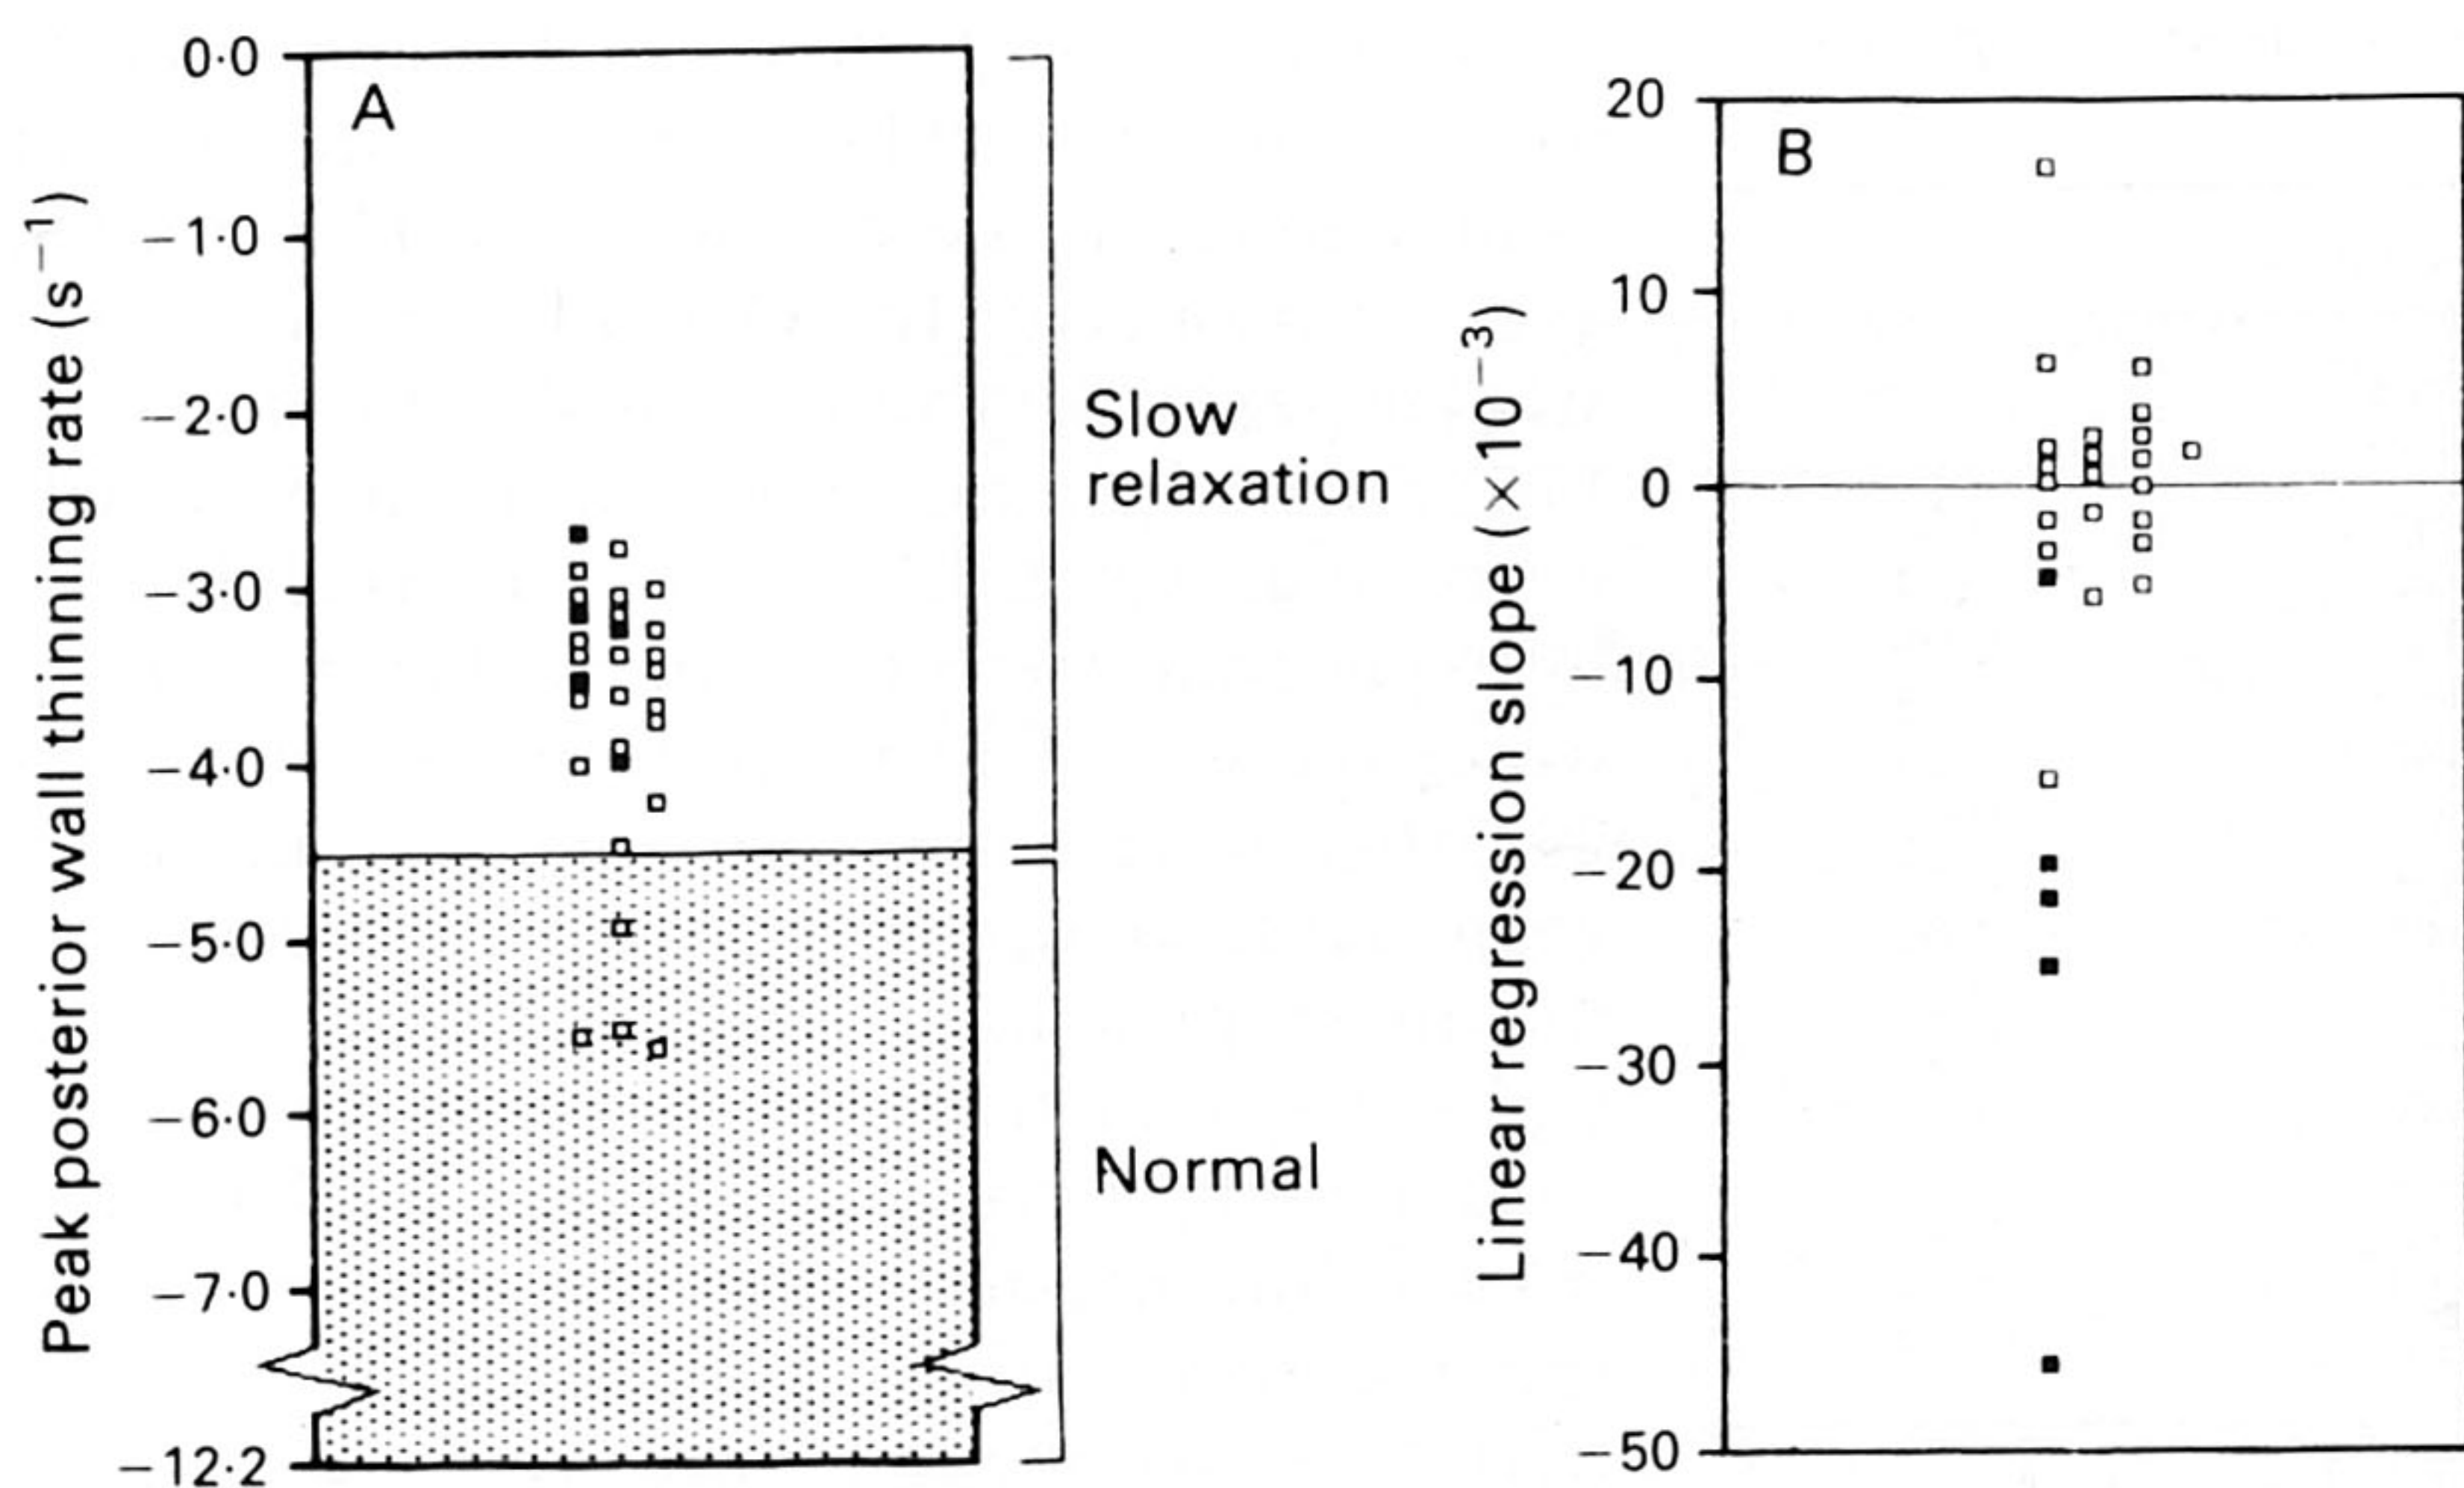 Peak posterior wall thinning rate (s⁻¹)
0·0
−1·0
−2·0
−3·0
−4·0
−5·0
−6·0
−7·0
−12·2
A
Slow
relaxation
Normal
Linear regression slope (×10⁻³)
20
10
0
−10
−20
−30
−40
−50
B